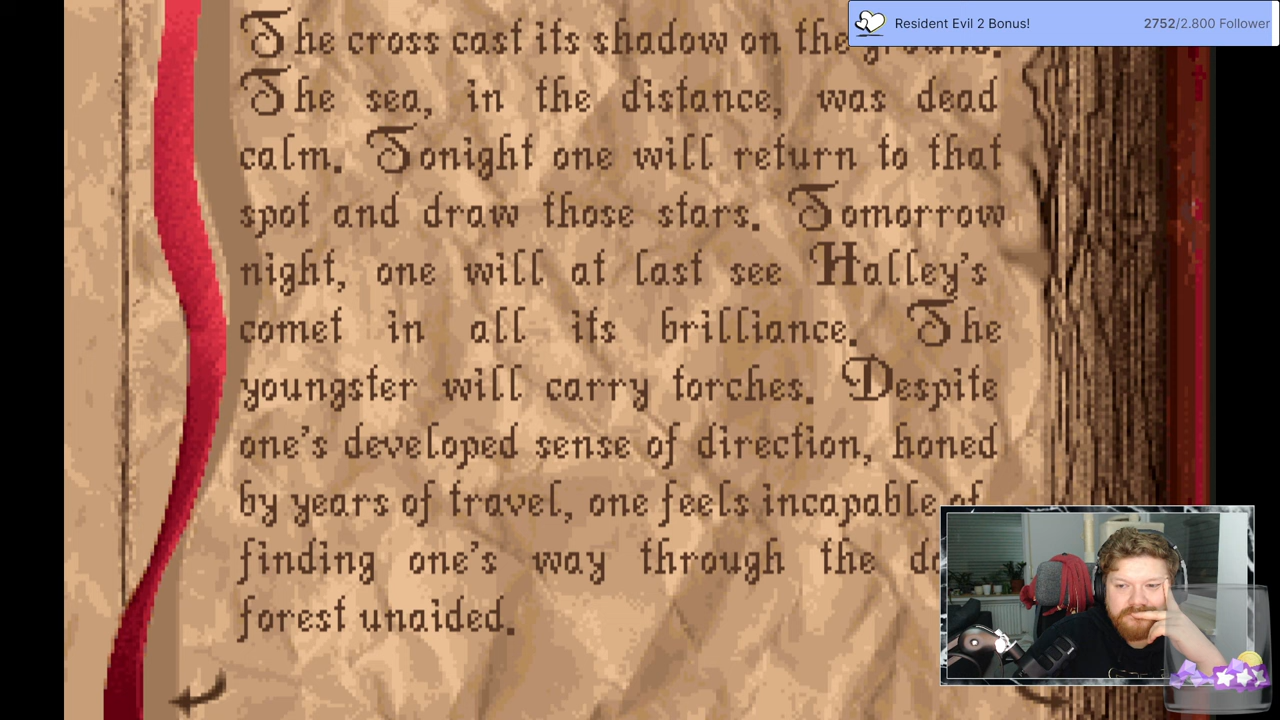 Resident Evil 2 Bonus! 2752/2.800 Follower
The cross cast its shadow on the
The sea, in the distance, was dead
calm. Tonight one will return to that
spot and draw those stars. Tomorrow
night, one will at last see Halley's
comet in all its brilliance. The
youngster will carry torches. Despite
one's developed sense of direction, honed
by years of travel, one feels incapable of
finding one's way through the
forest unaided.